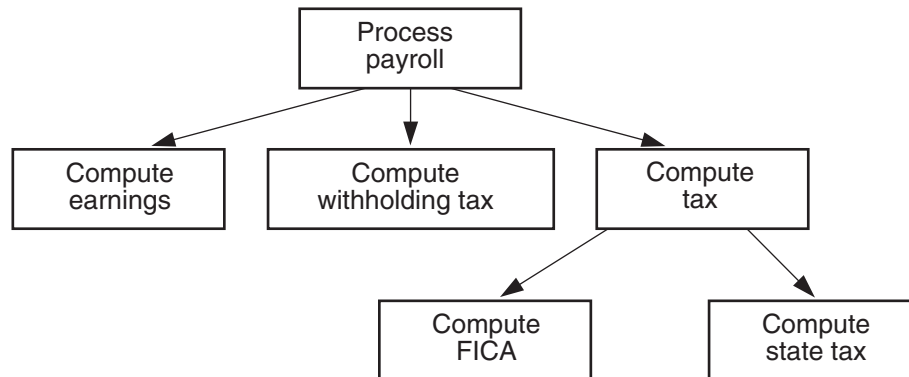 Process
payroll
Compute
earnings
Compute
withholding tax
Compute
tax
Compute
FICA
Compute
state tax